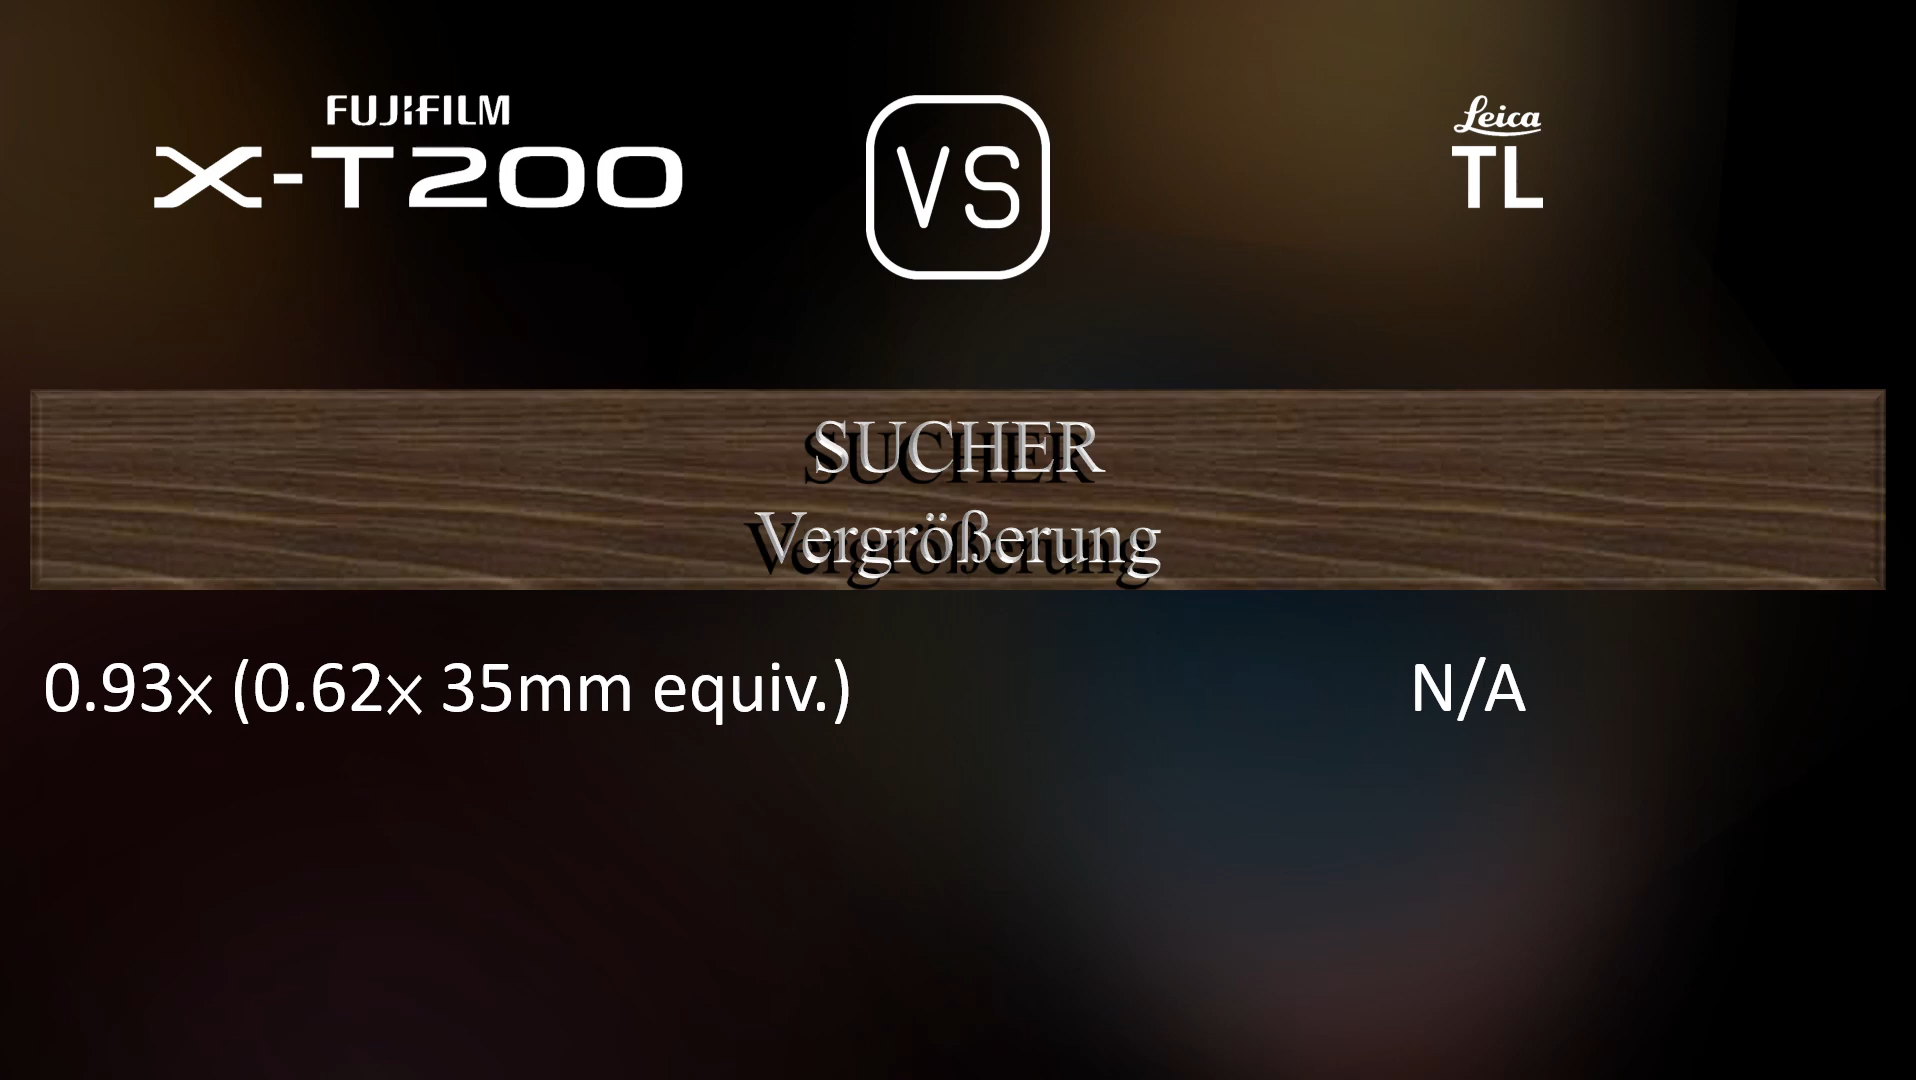 FUJIFILM
X-T200
VS
Leica
TL
SUCHER
Vergrößerung
0.93x (0.62x 35mm equiv.)
N/A